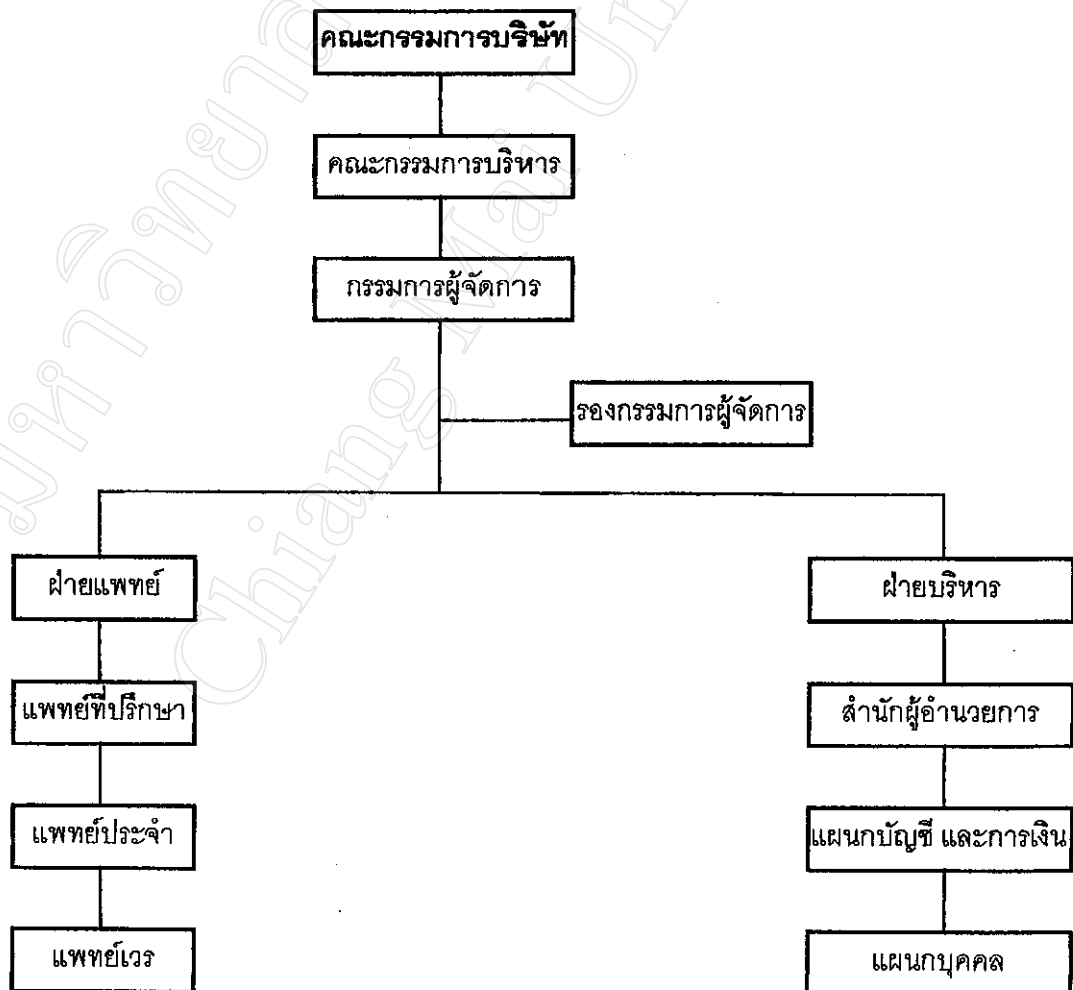 คณะกรรมการบริษัท
คณะกรรมการบริหาร
กรรมการผู้จัดการ
รองกรรมการผู้จัดการ
ฝ่ายแพทย์
ฝ่ายบริหาร
แพทย์ที่ปรึกษา
สำนักผู้อำนวยการ
แพทย์ประจำ
แผนกบัญชี และการเงิน
แพทย์เวร
แผนกบุคคล
Chiang Mai Un